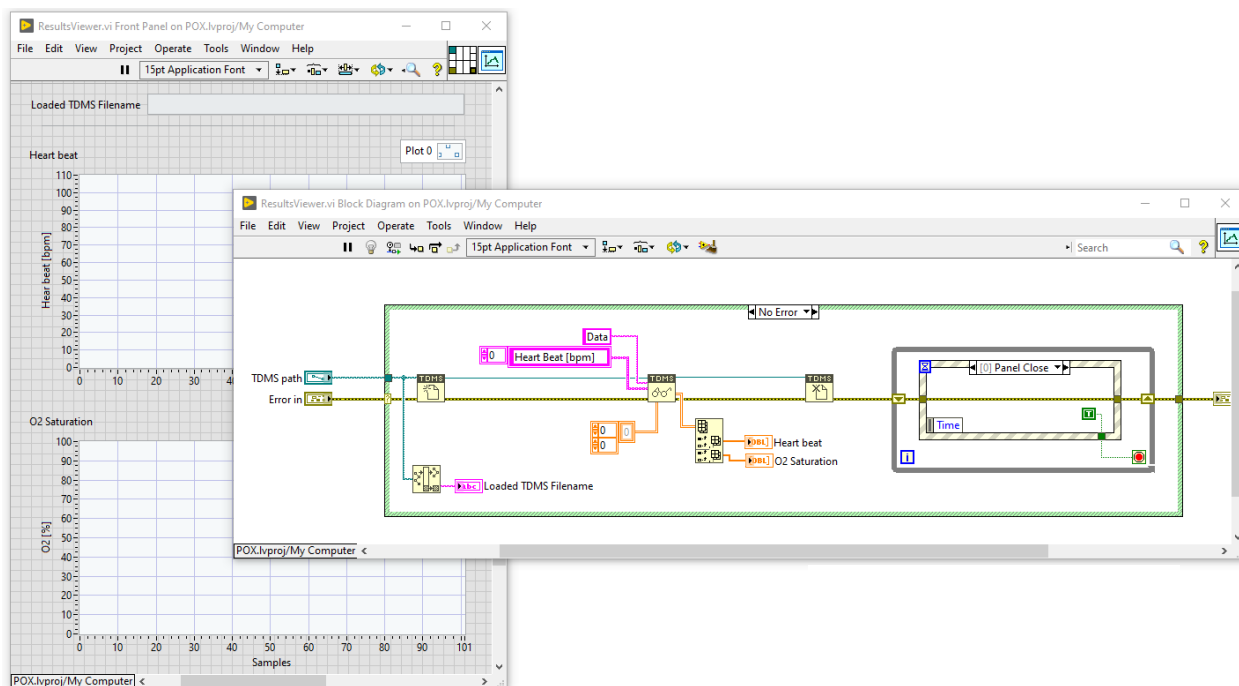 ResultsViewer.vi Front Panel on POX.lvproj/My Computer
File Edit View Project Operate Tools Window Help
15pt Application Font
Loaded TDMS Filename
Plot 0
Heart beat
110
100
90
80
70
60
50
40
30
20
10
0
Hear beat [bpm]
0 10 20 30 4
O2 Saturation
100
90
80
70
60
50
40
30
20
10
0
O2 [%]
0 10 20 30 40 50 60 70 80 90 101
Samples
POX.lvproj/My Computer
ResultsViewer.vi Block Diagram on POX.lvproj/My Computer
File Edit View Project Operate Tools Window Help
15pt Application Font
Search
No Error
Data
0 Heart Beat [bpm]
[0] Panel Close
TDMS path
TDMS TDMS TDMS
Error in
T
Time
0 0
0
DBL] Heart beat
DBL] O2 Saturation
i
abc Loaded TDMS Filename
POX.lvproj/My Computer